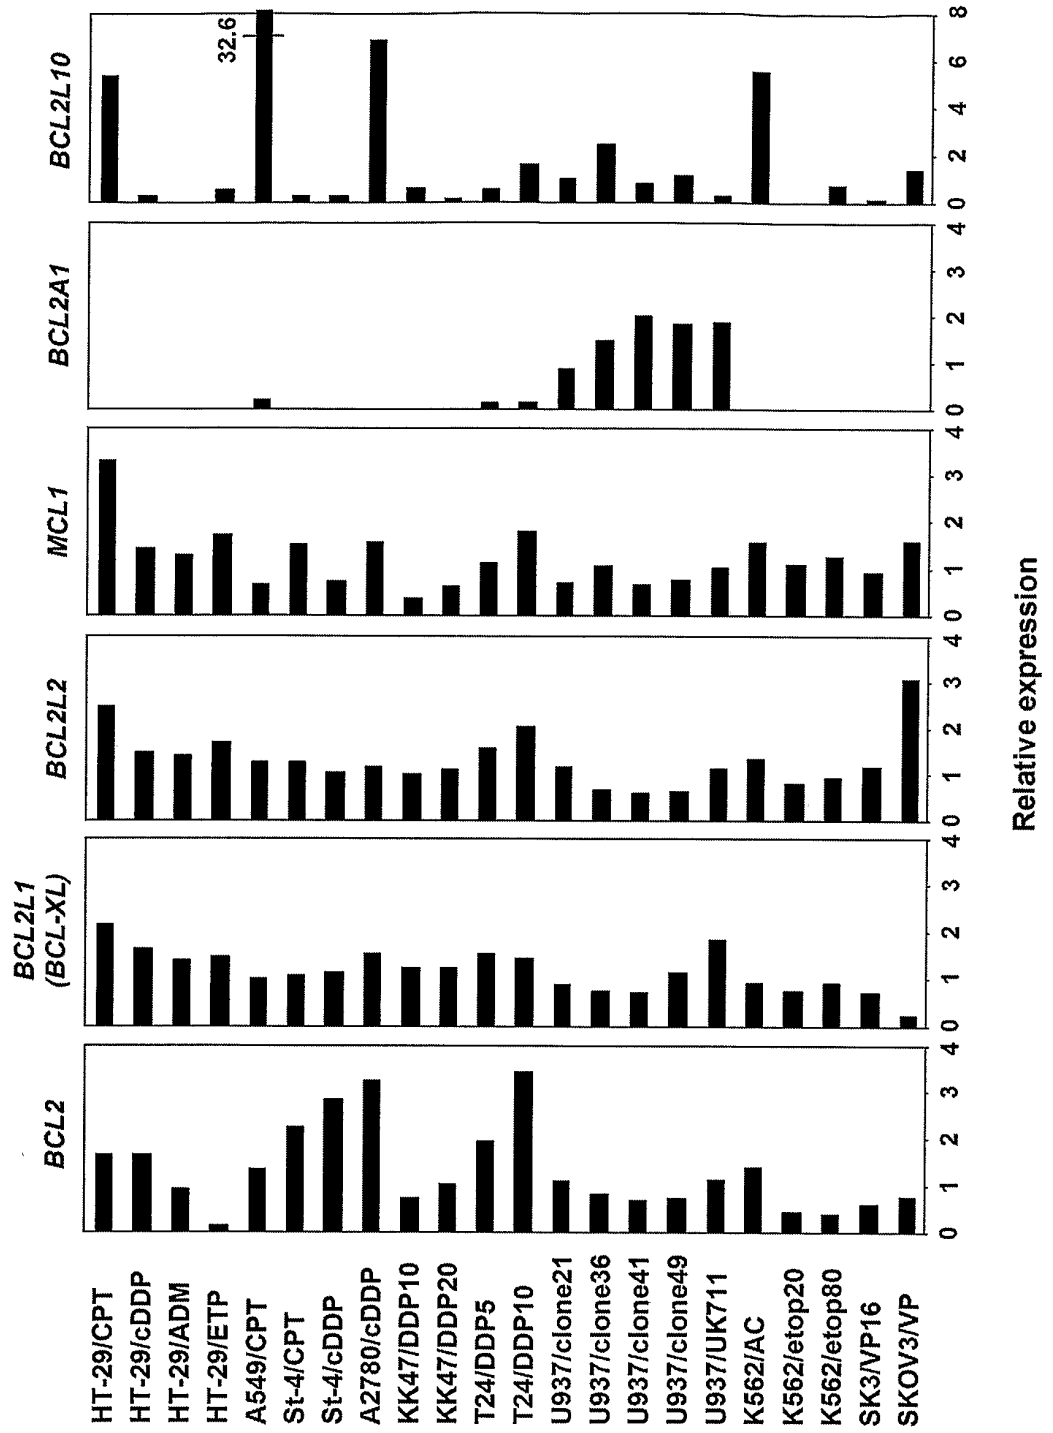 BCL2
BCL2L1
(BCL-XL)
BCL2L2
MCL1
BCL2A1
BCL2L10
HT-29/CPT
HT-29/cDDP
HT-29/ADM
HT-29/ETP
A549/CPT
St-4/CPT
St-4/cDDP
A2780/cDDP
KK47/DDP10
KK47/DDP20
T24/DDP5
T24/DDP10
U937/clone21
U937/clone36
U937/clone41
U937/clone49
U937/UK711
K562/AC
K562/etop20
K562/etop80
SK3/VP16
SKOV3/VP
32.6
0 1 2 3 4
0 1 2 3 4
0 1 2 3 4
0 1 2 3 4
0 1 2 3 4
0 2 4 6 8
Relative expression